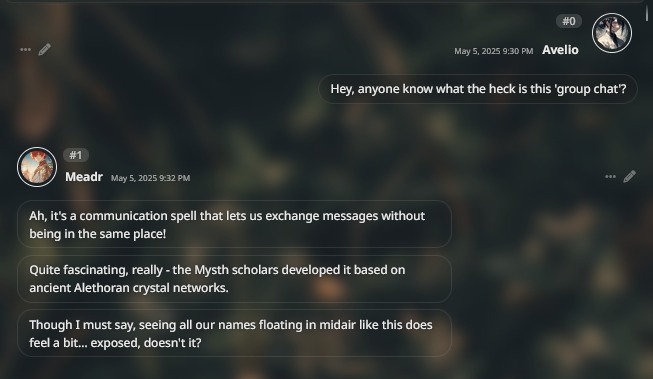 #0
May 5, 2025 9:30 PM Avelio
Hey, anyone know what the heck is this 'group chat'?
#1
Meadr May 5, 2025 9:32 PM
Ah, it's a communication spell that lets us exchange messages without
being in the same place!
Quite fascinating, really - the Mysth scholars developed it based on
ancient Alethoran crystal networks.
Though I must say, seeing all our names floating in midair like this does
feel a bit... exposed, doesn't it?